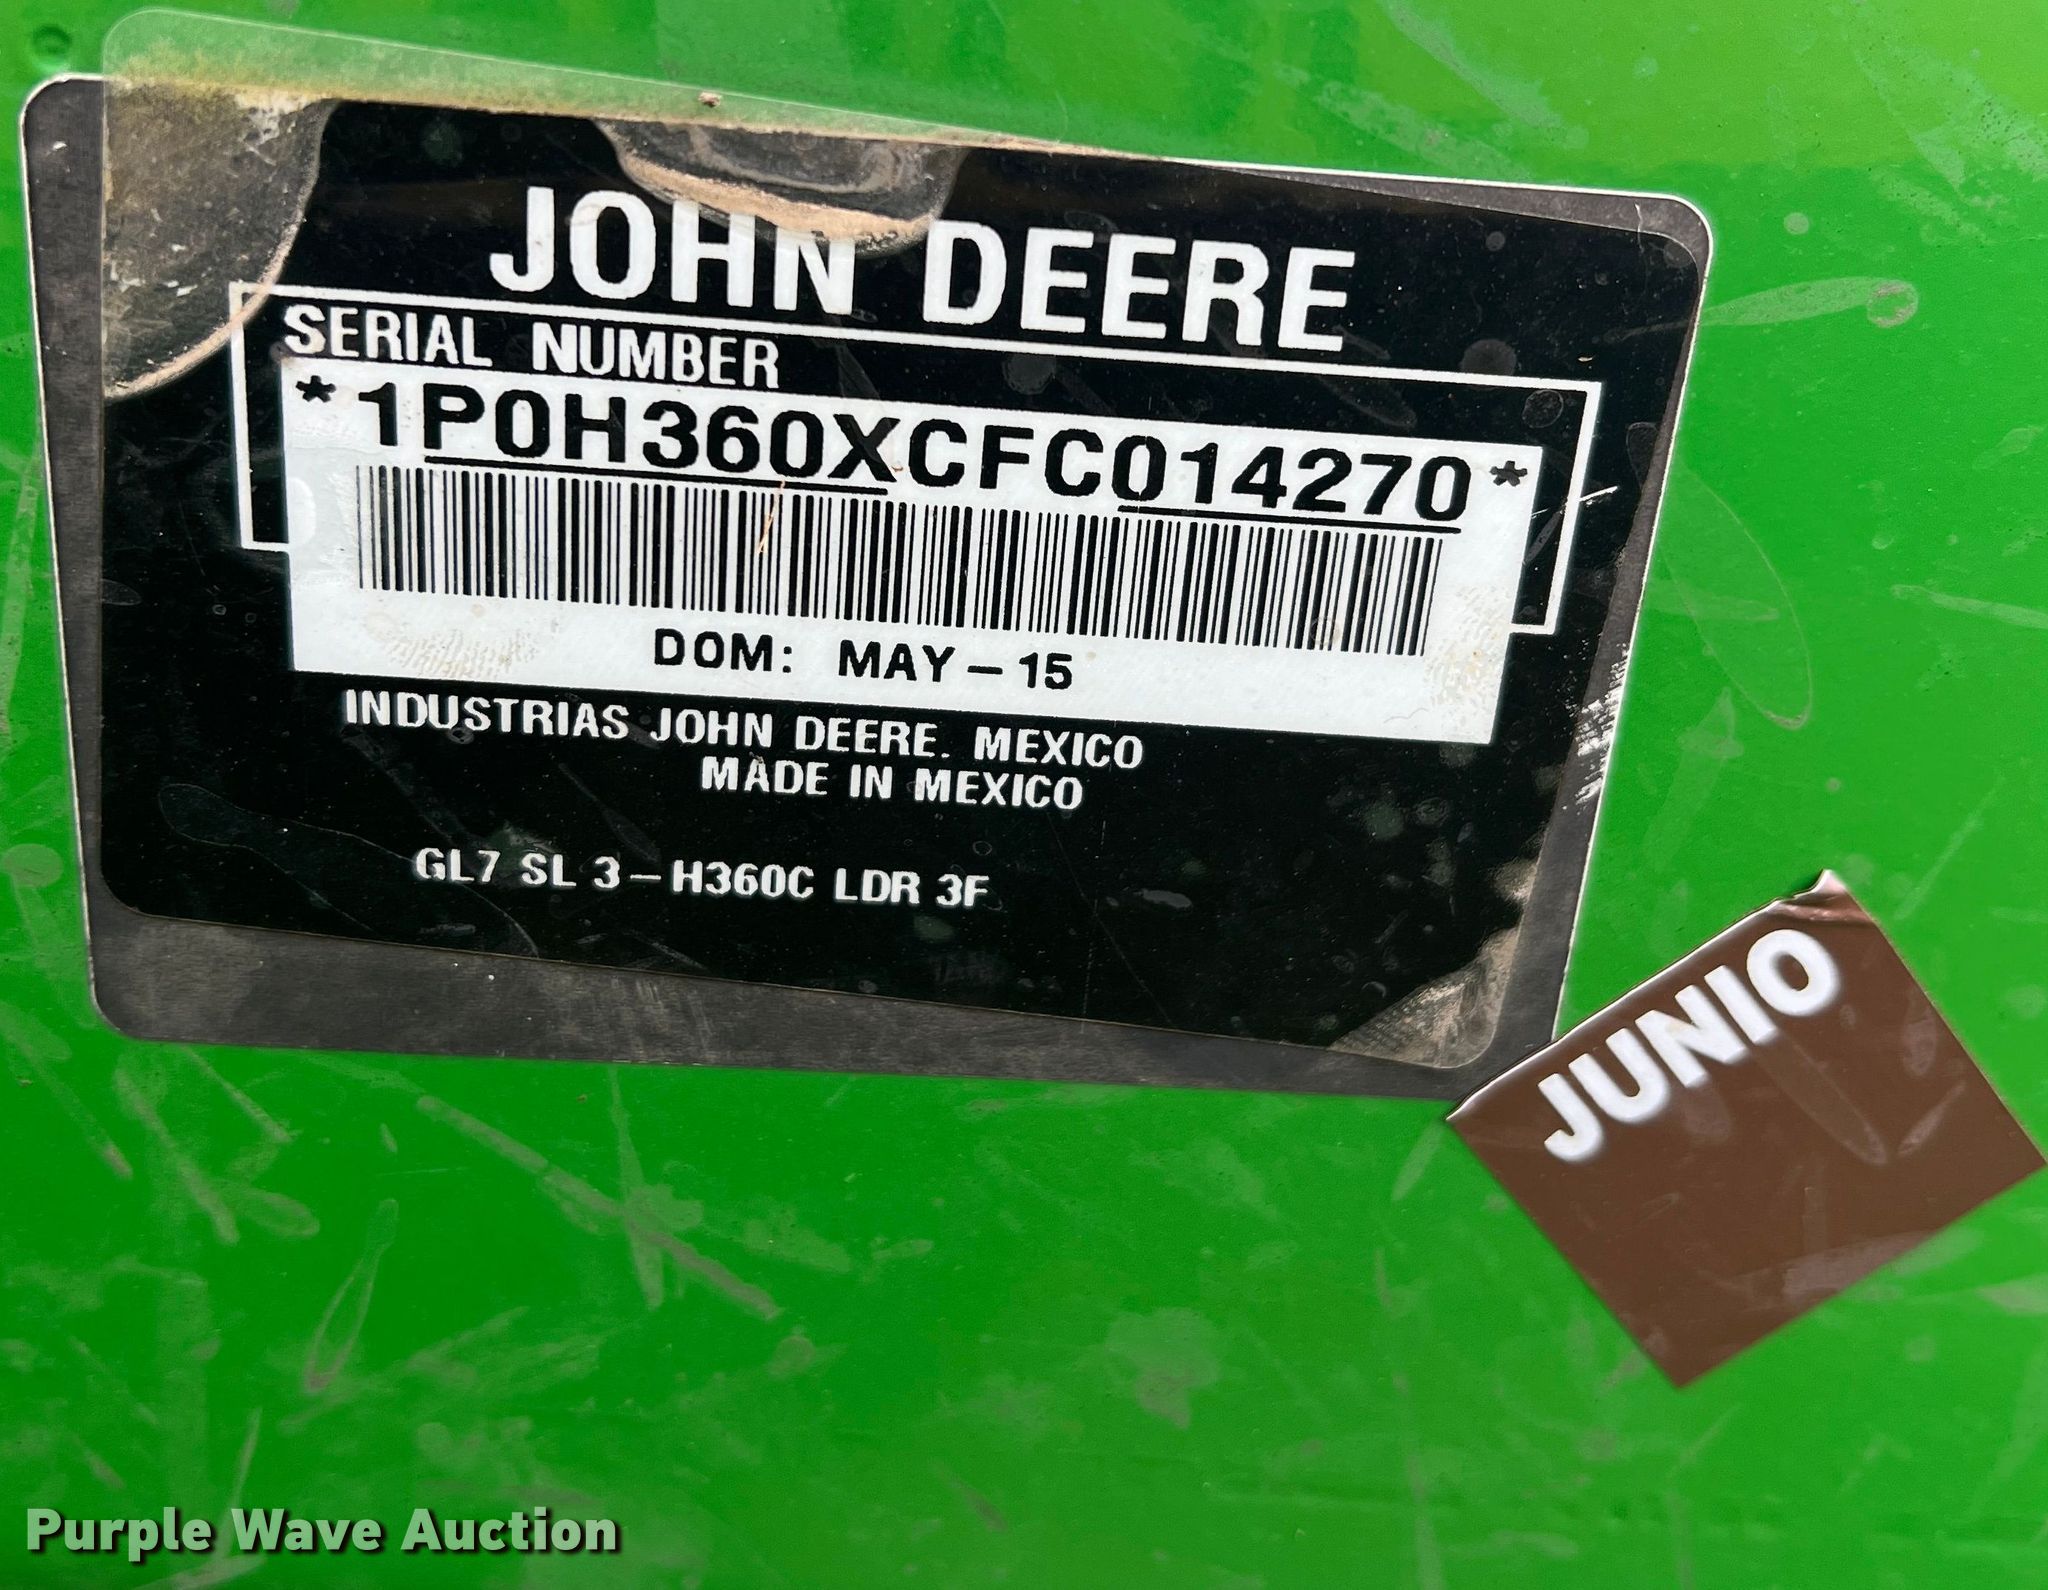 JOHN DEERE
SERIAL NUMBER
*1P0H360XCFC014270*
DOM: MAY-15
INDUSTRIAS JOHN DEERE. MEXICO
MADE IN MEXICO
GL7 SL 3-H360C LDR 3F
JUNIO
Purple Wave Auction